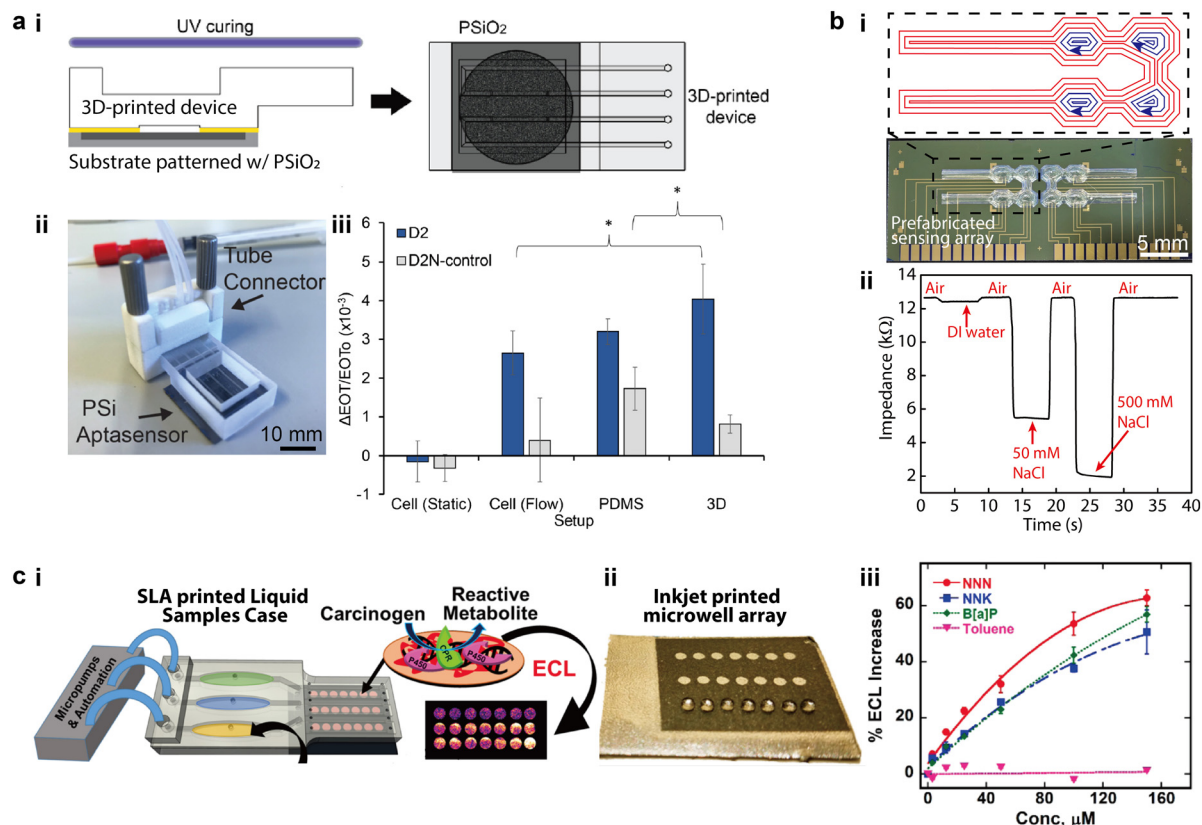 a i
UV curing
3D-printed device
Substrate patterned w/ PSiO₂
PSiO₂
3D-printed
device
ii
Tube
Connector
PSi
Aptasensor
10 mm
iii
6
5
4
3
2
1
0
-1
ΔEOT/EOTo (x10⁻³)
D2
D2N-control
*
*
Cell (Static) Cell (Flow) PDMS 3D
Setup
b i
Prefabricated
sensing array
5 mm
ii
14
12
10
8
6
4
2
Impedance (kΩ)
Air Air Air Air
DI water
50 mM
NaCl
500 mM
NaCl
0 5 10 15 20 25 30 35 40
Time (s)
c i
SLA printed Liquid
Samples Case
Micropumps
& Automation
Carcinogen
Reactive
Metabolite
P450
CPR
P450
ECL
ii
Inkjet printed
microwell array
iii
60
40
20
0
% ECL Increase
NNN
NNK
B[a]P
Toluene
0 40 80 120 160
Conc, μM